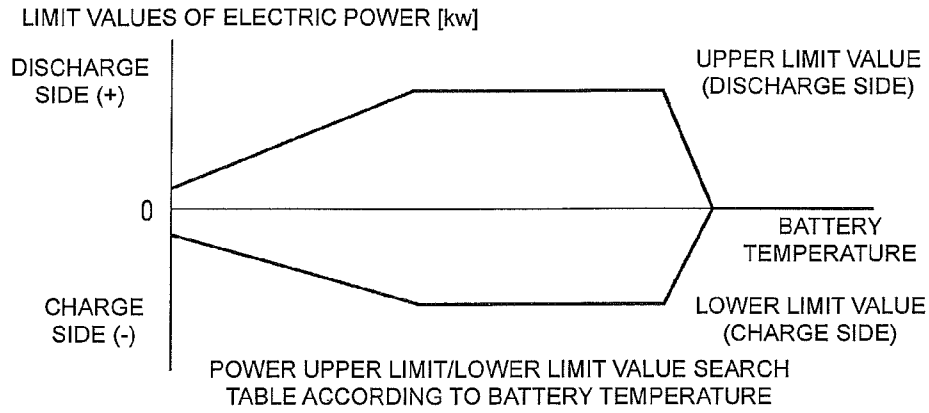 LIMIT VALUES OF ELECTRIC POWER [kw]
DISCHARGE
SIDE (+)
UPPER LIMIT VALUE
(DISCHARGE SIDE)
0
BATTERY
TEMPERATURE
CHARGE
SIDE (-)
LOWER LIMIT VALUE
(CHARGE SIDE)
POWER UPPER LIMIT/LOWER LIMIT VALUE SEARCH
TABLE ACCORDING TO BATTERY TEMPERATURE